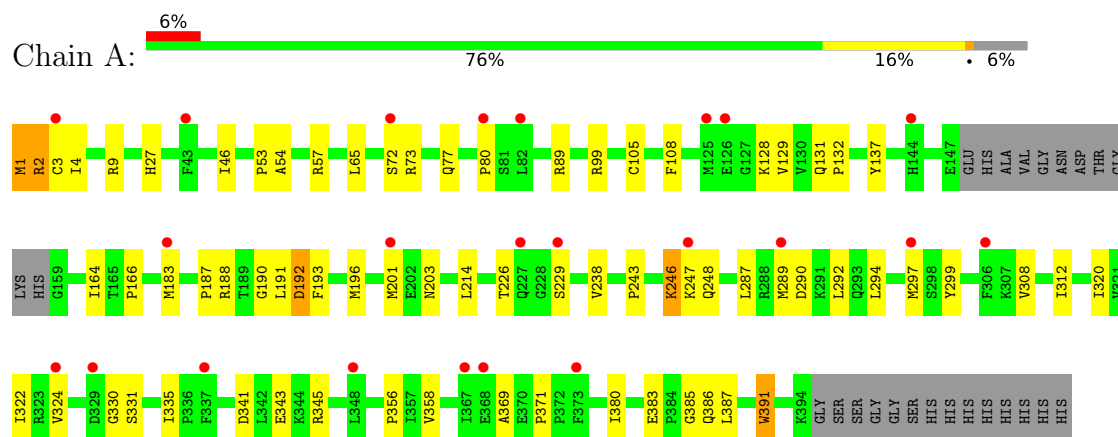 6%
Chain A:
76% 16% • 6%
M1 R2 C3 I4 R9 H27 F43 I46 P53 A54 R57 L65 S72 R73 Q77 P80 S81 L82 R89 R99 C105 F108 M125 E126 G127 K128 V129 V130 Q131 P132 Y137 H144 E147 GLU HIS ALA VAL GLY ASN ASP THR GLY
LYS HIS G159 I164 T165 P166 M183 P187 R188 T189 G190 L191 D192 F193 M196 M201 E202 N203 L214 T226 Q227 G228 S229 V238 P243 K246 K247 Q248 L287 R288 M289 D290 K291 L292 Q293 L294 M297 S298 Y299 F306 K307 V308 I312 I320 V321
I322 R323 V324 D329 G330 S331 I335 P336 F337 D341 L342 E343 K344 R345 L348 P356 I357 V358 I367 E368 A369 E370 P371 P372 F373 I380 E383 P384 G385 Q386 L387 W391 K394 GLY SER SER GLY GLY SER HIS HIS HIS HIS HIS HIS HIS HIS